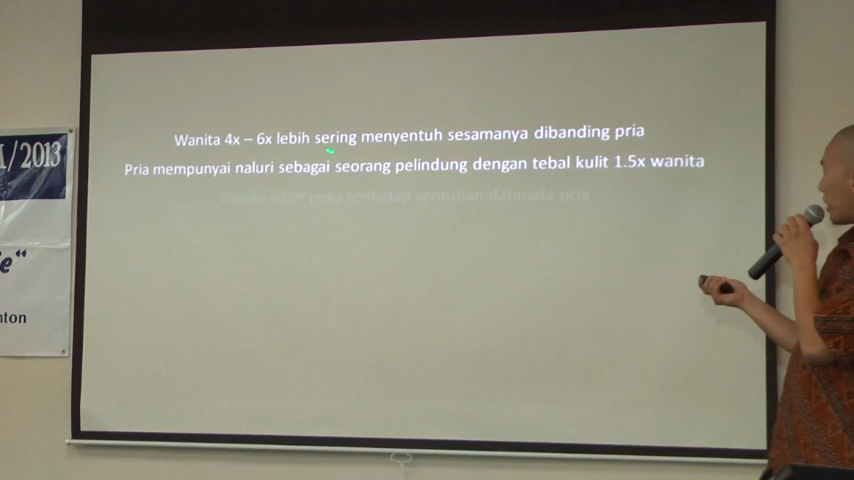 /2013
e"
nton
Wanita 4x – 6x lebih sering menyentuh sesamanya dibanding pria
Pria mempunyai naluri sebagai seorang pelindung dengan tebal kulit 1.5x wanita
Wanita lebih peka terhadap sentuhan daripada pria